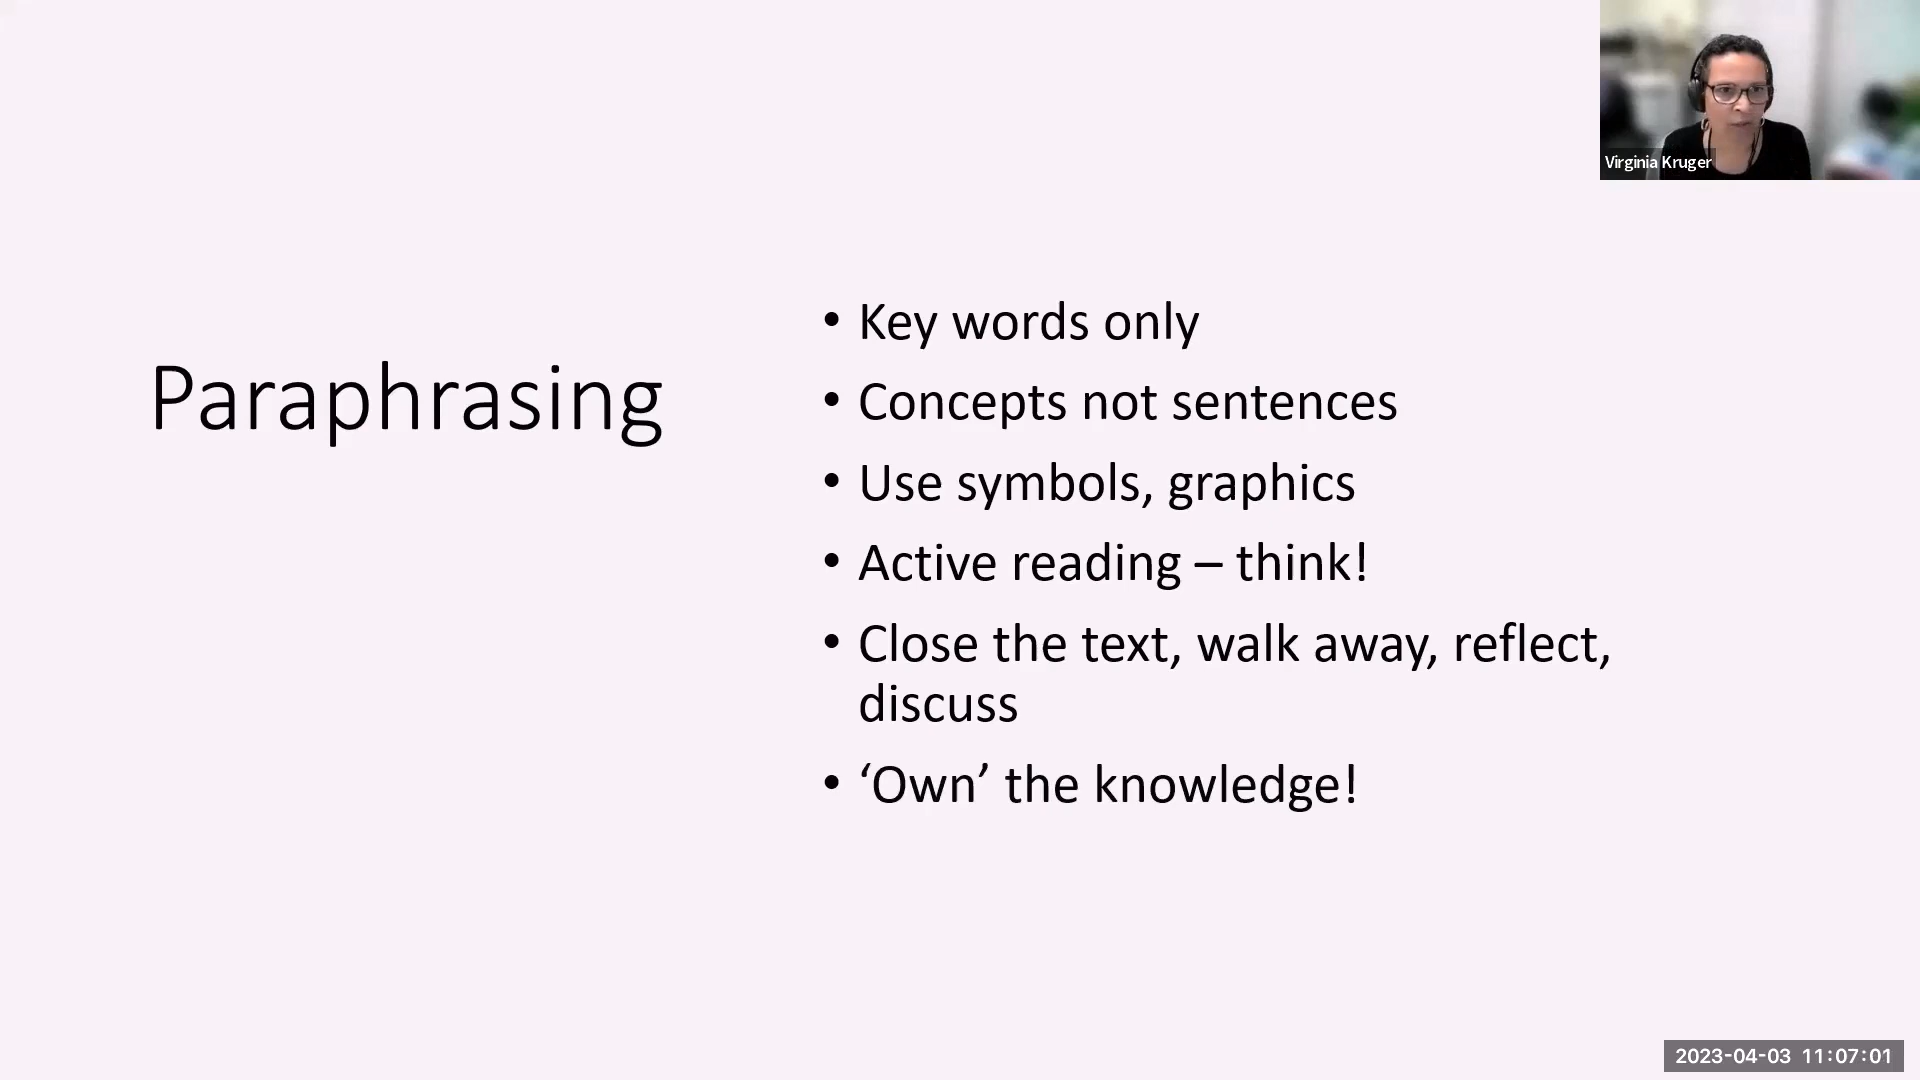 Virginia Kruger
Paraphrasing
• Key words only
• Concepts not sentences
• Use symbols, graphics
• Active reading – think!
• Close the text, walk away, reflect,
discuss
• ‘Own’ the knowledge!
2023-04-03 11:07:01